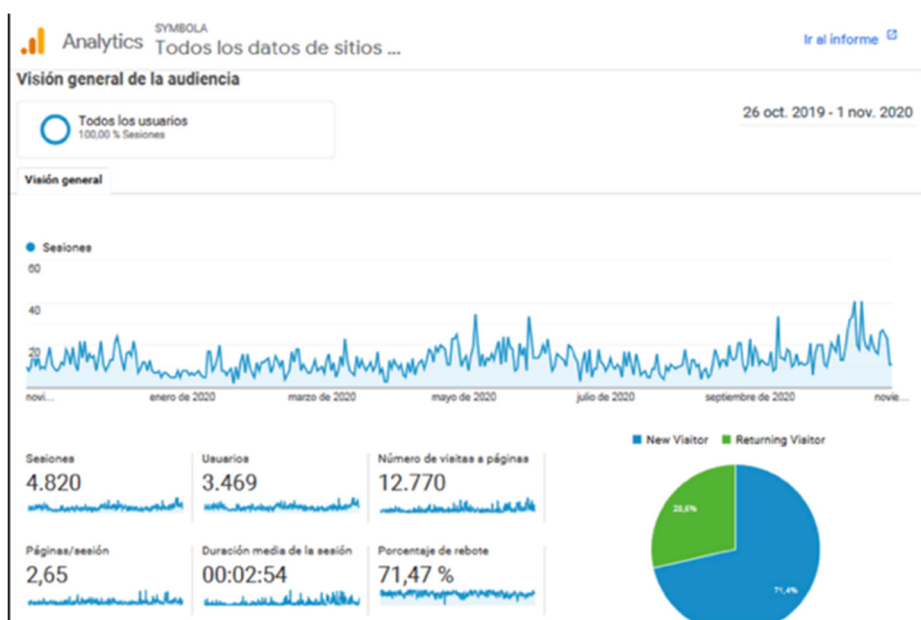 SYMBOLA
Analytics Todos los datos de sitios ...
Ir al informe
Visión general de la audiencia
Todos los usuarios
100,00 % Sesiones
26 oct. 2019 - 1 nov. 2020
Visión general
Sesiones
60
40
20
novi...
enero de 2020
marzo de 2020
mayo de 2020
julio de 2020
septiembre de 2020
novie...
New Visitor
Returning Visitor
Sesiones
4.820
Usuarios
3.469
Número de visitas a páginas
12.770
Páginas/sesión
2,65
Duración media de la sesión
00:02:54
Porcentaje de rebote
71,47 %
28,6%
71,4%